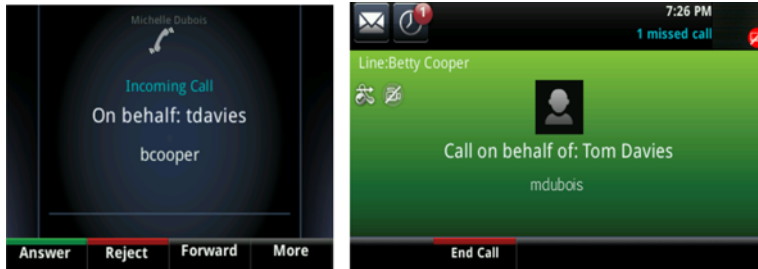 Michelle Dubois
Incoming Call
On behalf: tdavies
bcooper
Answer Reject Forward More
1
7:26 PM
1 missed call
Line:Betty Cooper
Call on behalf of: Tom Davies
mdubois
End Call